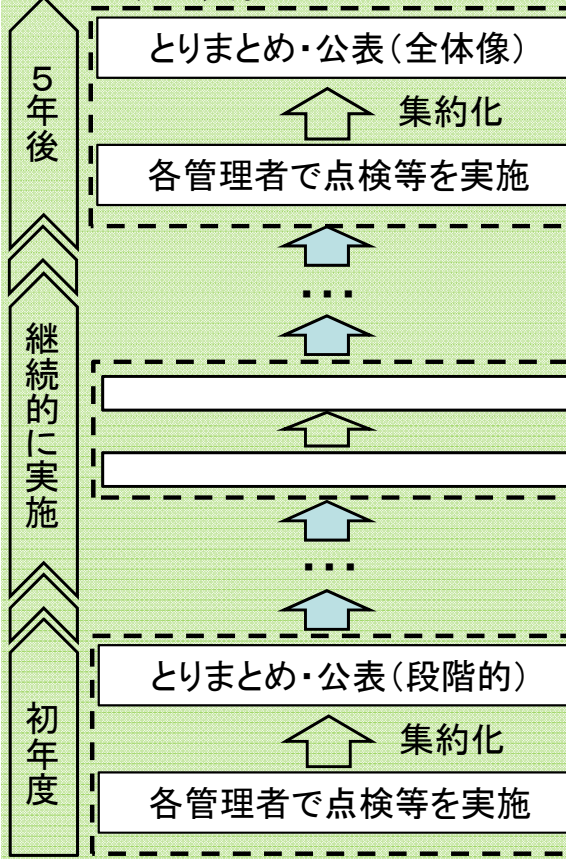 5年後
とりまとめ・公表(全体像)
集約化
各管理者で点検等を実施
…
継続的に実施
…
初年度
とりまとめ・公表(段階的)
集約化
各管理者で点検等を実施